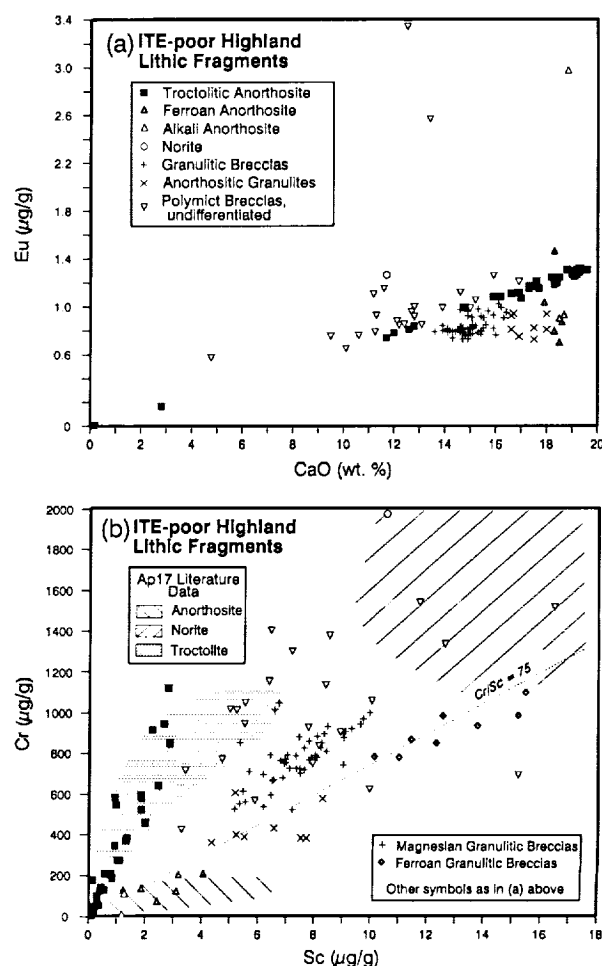 (a)
ITE-poor Highland
Lithic Fragments
Troctolitic Anorthosite
Ferroan Anorthosite
Alkali Anorthosite
Norite
Granulitic Breccias
Anorthositic Granulites
Polymict Breccias,
undifferentiated
Eu (µg/g)
3.4
3.0
2.6
2.2
1.8
1.4
1.0
0.6
0
0 2 4 6 8 10 12 14 16 18 20
CaO (wt. %)
(b)
ITE-poor Highland
Lithic Fragments
Ap17 Literature
Data
Anorthosite
Norite
Troctolite
Cr/Sc = 75
Magnesian Granulitic Breccias
Ferroan Granulitic Breccias
Other symbols as in (a) above
Cr (µg/g)
2000
1800
1600
1400
1200
1000
800
600
400
200
0
0 2 4 6 8 10 12 14 16 18
Sc (µg/g)